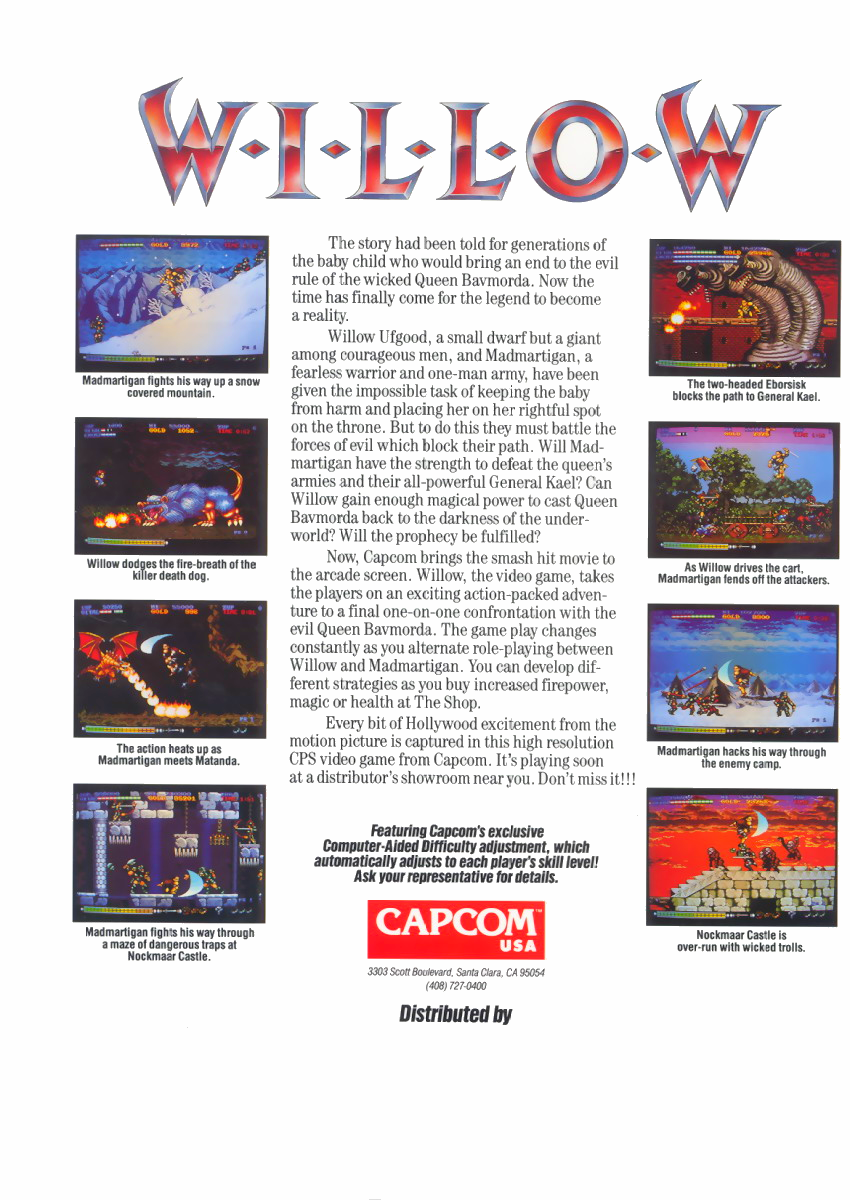 W·I·L·L·O·W
The story had been told for generations of
the baby child who would bring an end to the evil
rule of the wicked Queen Bavmorda. Now the
time has finally come for the legend to become
a reality.
Willow Ufgood, a small dwarf but a giant
among courageous men, and Madmartigan, a
fearless warrior and one-man army, have been
given the impossible task of keeping the baby
from harm and placing her on her rightful spot
on the throne. But to do this they must battle the
forces of evil which block their path. Will Mad-
martigan have the strength to defeat the queen's
armies and their all-powerful General Kael? Can
Willow gain enough magical power to cast Queen
Bavmorda back to the darkness of the under-
world? Will the prophecy be fulfilled?
Now, Capcom brings the smash hit movie to
the arcade screen. Willow, the video game, takes
the players on an exciting action-packed adven-
ture to a final one-on-one confrontation with the
evil Queen Bavmorda. The game play changes
constantly as you alternate role-playing between
Willow and Madmartigan. You can develop dif-
ferent strategies as you buy increased firepower,
magic or health at The Shop.
Every bit of Hollywood excitement from the
motion picture is captured in this high resolution
CPS video game from Capcom. It's playing soon
at a distributor's showroom near you. Don't miss it!!!
Madmartigan fights his way up a snow
covered mountain.
Willow dodges the fire-breath of the
killer death dog.
The action heats up as
Madmartigan meets Matanda.
Madmartigan fights his way through
a maze of dangerous traps at
Nockmaar Castle.
The two-headed Eborsisk
blocks the path to General Kael.
As Willow drives the cart,
Madmartigan fends off the attackers.
Madmartigan hacks his way through
the enemy camp.
Nockmaar Castle is
over-run with wicked trolls.
Featuring Capcom's exclusive
Computer-Aided Difficulty adjustment, which
automatically adjusts to each player's skill level!
Ask your representative for details.
CAPCOM™
USA
3303 Scott Boulevard, Santa Clara, CA 95054
(408) 727-0400
Distributed by